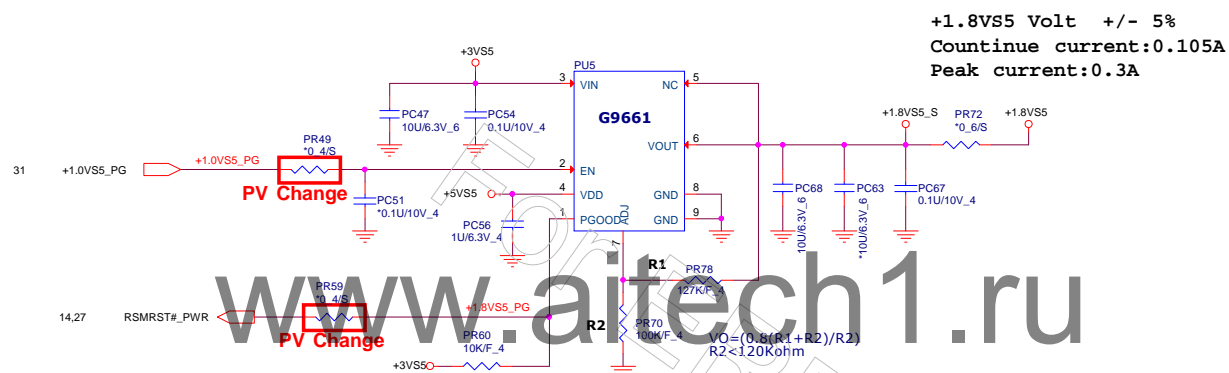 +1.8VS5 Volt +/- 5%
Countinue current:0.105A
Peak current:0.3A
+3VS5
PU5
3
VIN
NC
5
PC47
10U/6.3V_6
PC54
0.1U/10V_4
G9661
+1.8VS5_S
PR72
*0_6/S
+1.8VS5
PR49
*0_4/S
VOUT
6
31
+1.0VS5_PG
+1.0VS5_PG
2
EN
PV Change
PC51
*0.1U/10V_4
+5VS5
4
VDD
GND
8
PC68
10U/6.3V_6
PC63
*10U/6.3V_6
PC67
0.1U/10V_4
1
PGOOD
ADJ
GND
9
PC56
1U/6.3V_4
7
R1
PR78
127K/F_4
www.aitech1.ru
PR59
*0_4/S
14,27
RSMRST#_PWR
+1.8VS5_PG
R2
PR70
100K/F_4
PV Change
PR60
10K/F_4
VO=(0.8(R1+R2)/R2)
R2<120Kohm
+3VS5